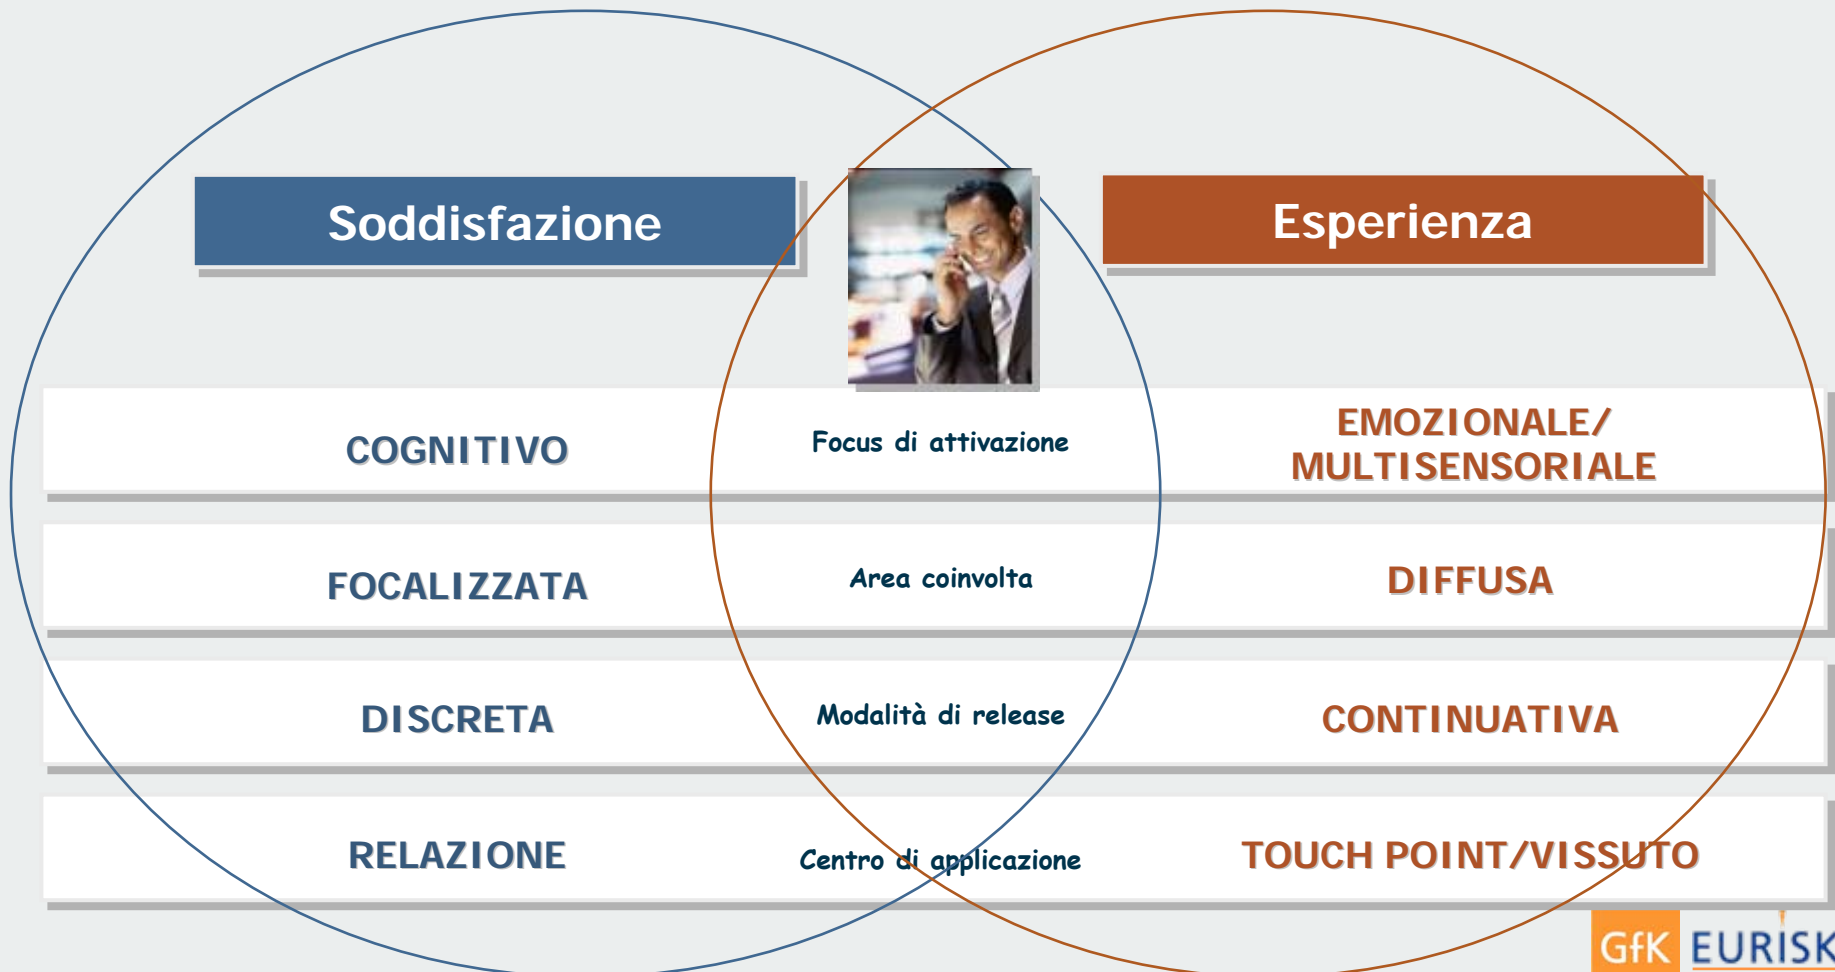 Soddisfazione
Esperienza
COGNITIVO
Focus di attivazione
EMOZIONALE/
MULTISENSORIALE
FOCALIZZATA
Area coinvolta
DIFFUSA
DISCRETA
Modalità di release
CONTINUATIVA
RELAZIONE
Centro di applicazione
TOUCH POINT/VISSUTO
GfK EURISK